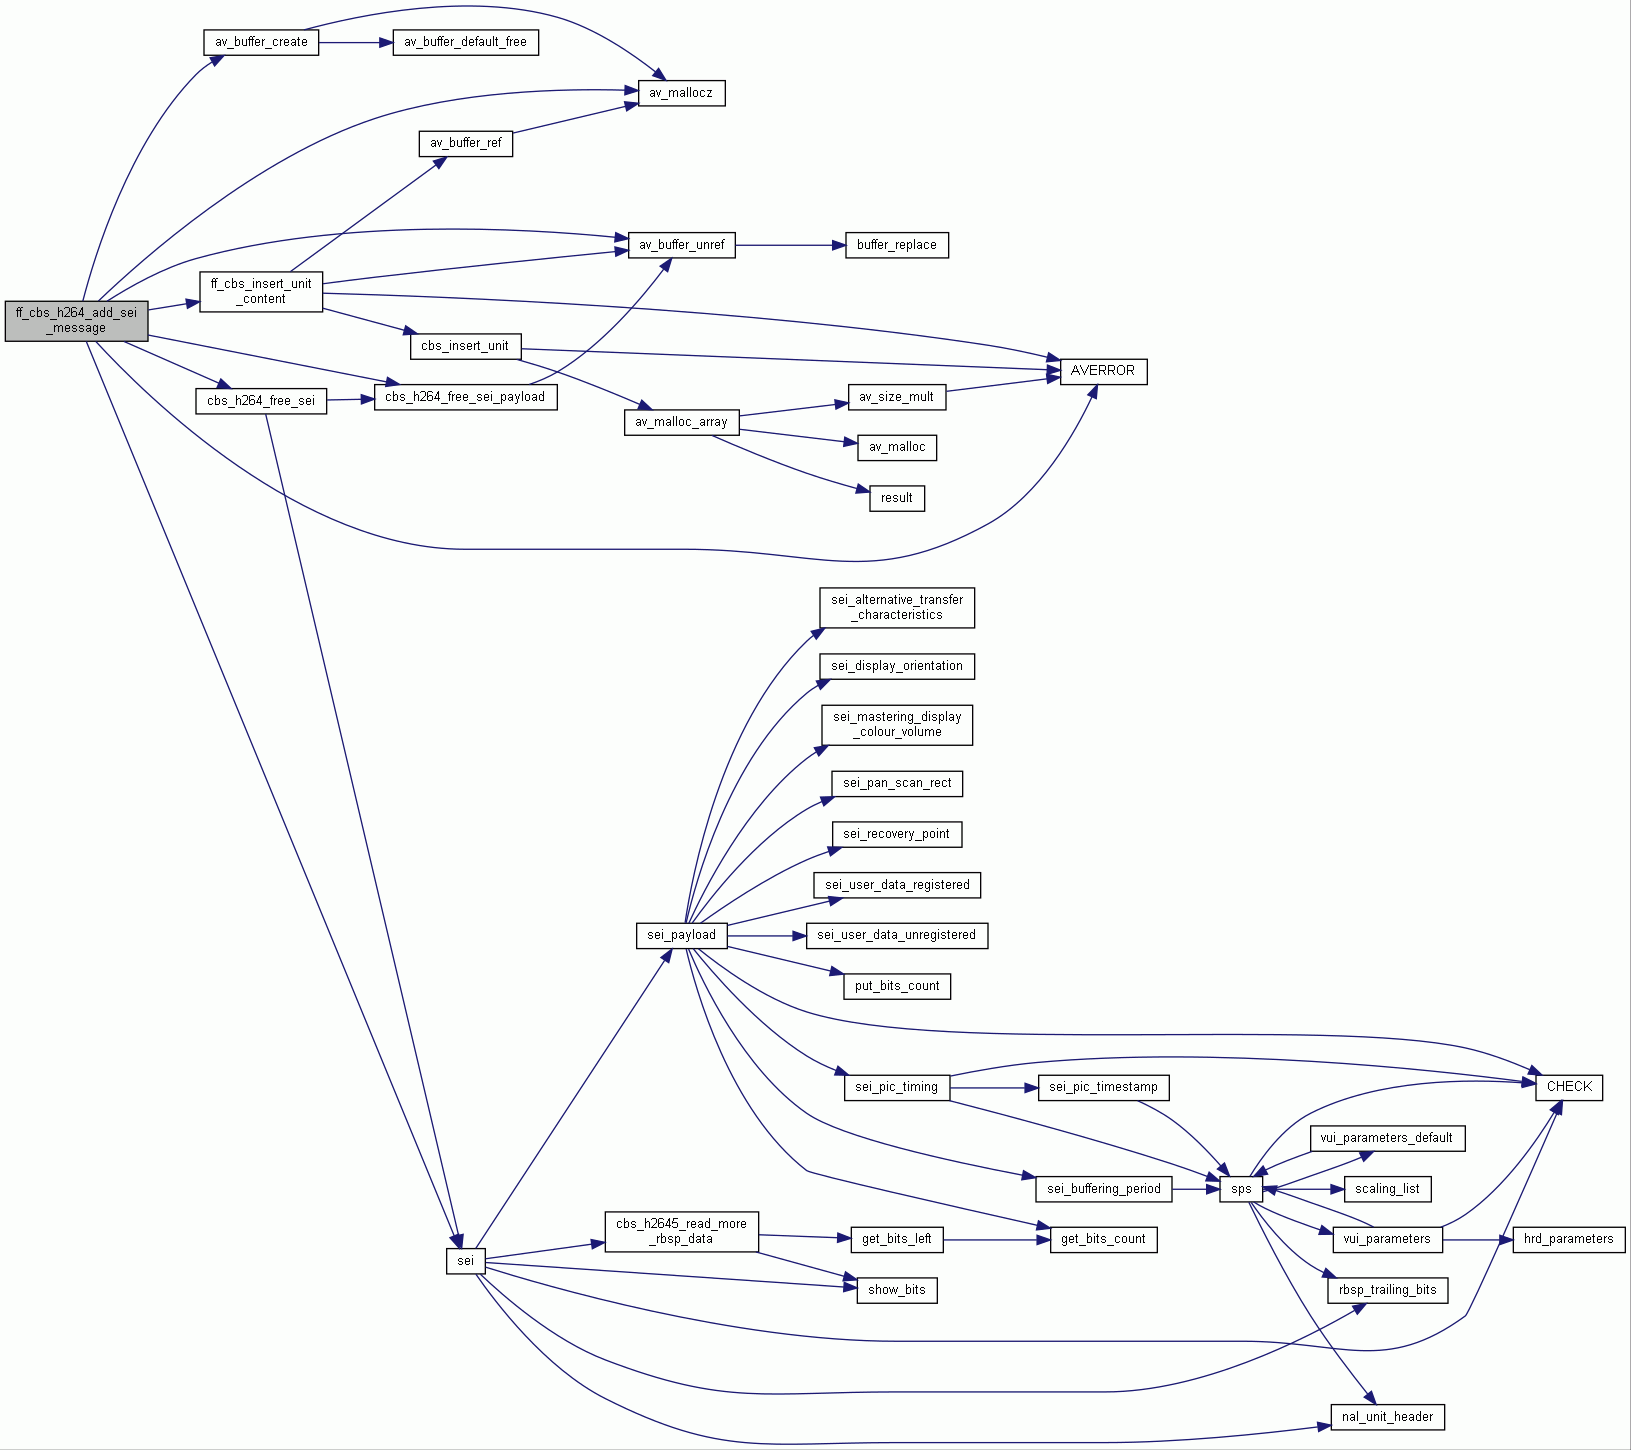 av_buffer_create
av_buffer_default_free
av_mallocz
av_buffer_ref
av_buffer_unref
buffer_replace
ff_cbs_insert_unit
_content
ff_cbs_h264_add_sei
_message
cbs_insert_unit
AVERROR
cbs_h264_free_sei
cbs_h264_free_sei_payload
av_size_mult
av_malloc_array
av_malloc
result
sei_alternative_transfer
_characteristics
sei_display_orientation
sei_mastering_display
_colour_volume
sei_pan_scan_rect
sei_recovery_point
sei_user_data_registered
sei_payload
sei_user_data_unregistered
put_bits_count
sei_pic_timing
sei_pic_timestamp
CHECK
vui_parameters_default
sei_buffering_period
sps
scaling_list
cbs_h2645_read_more
_rbsp_data
get_bits_left
get_bits_count
vui_parameters
hrd_parameters
sei
show_bits
rbsp_trailing_bits
nal_unit_header